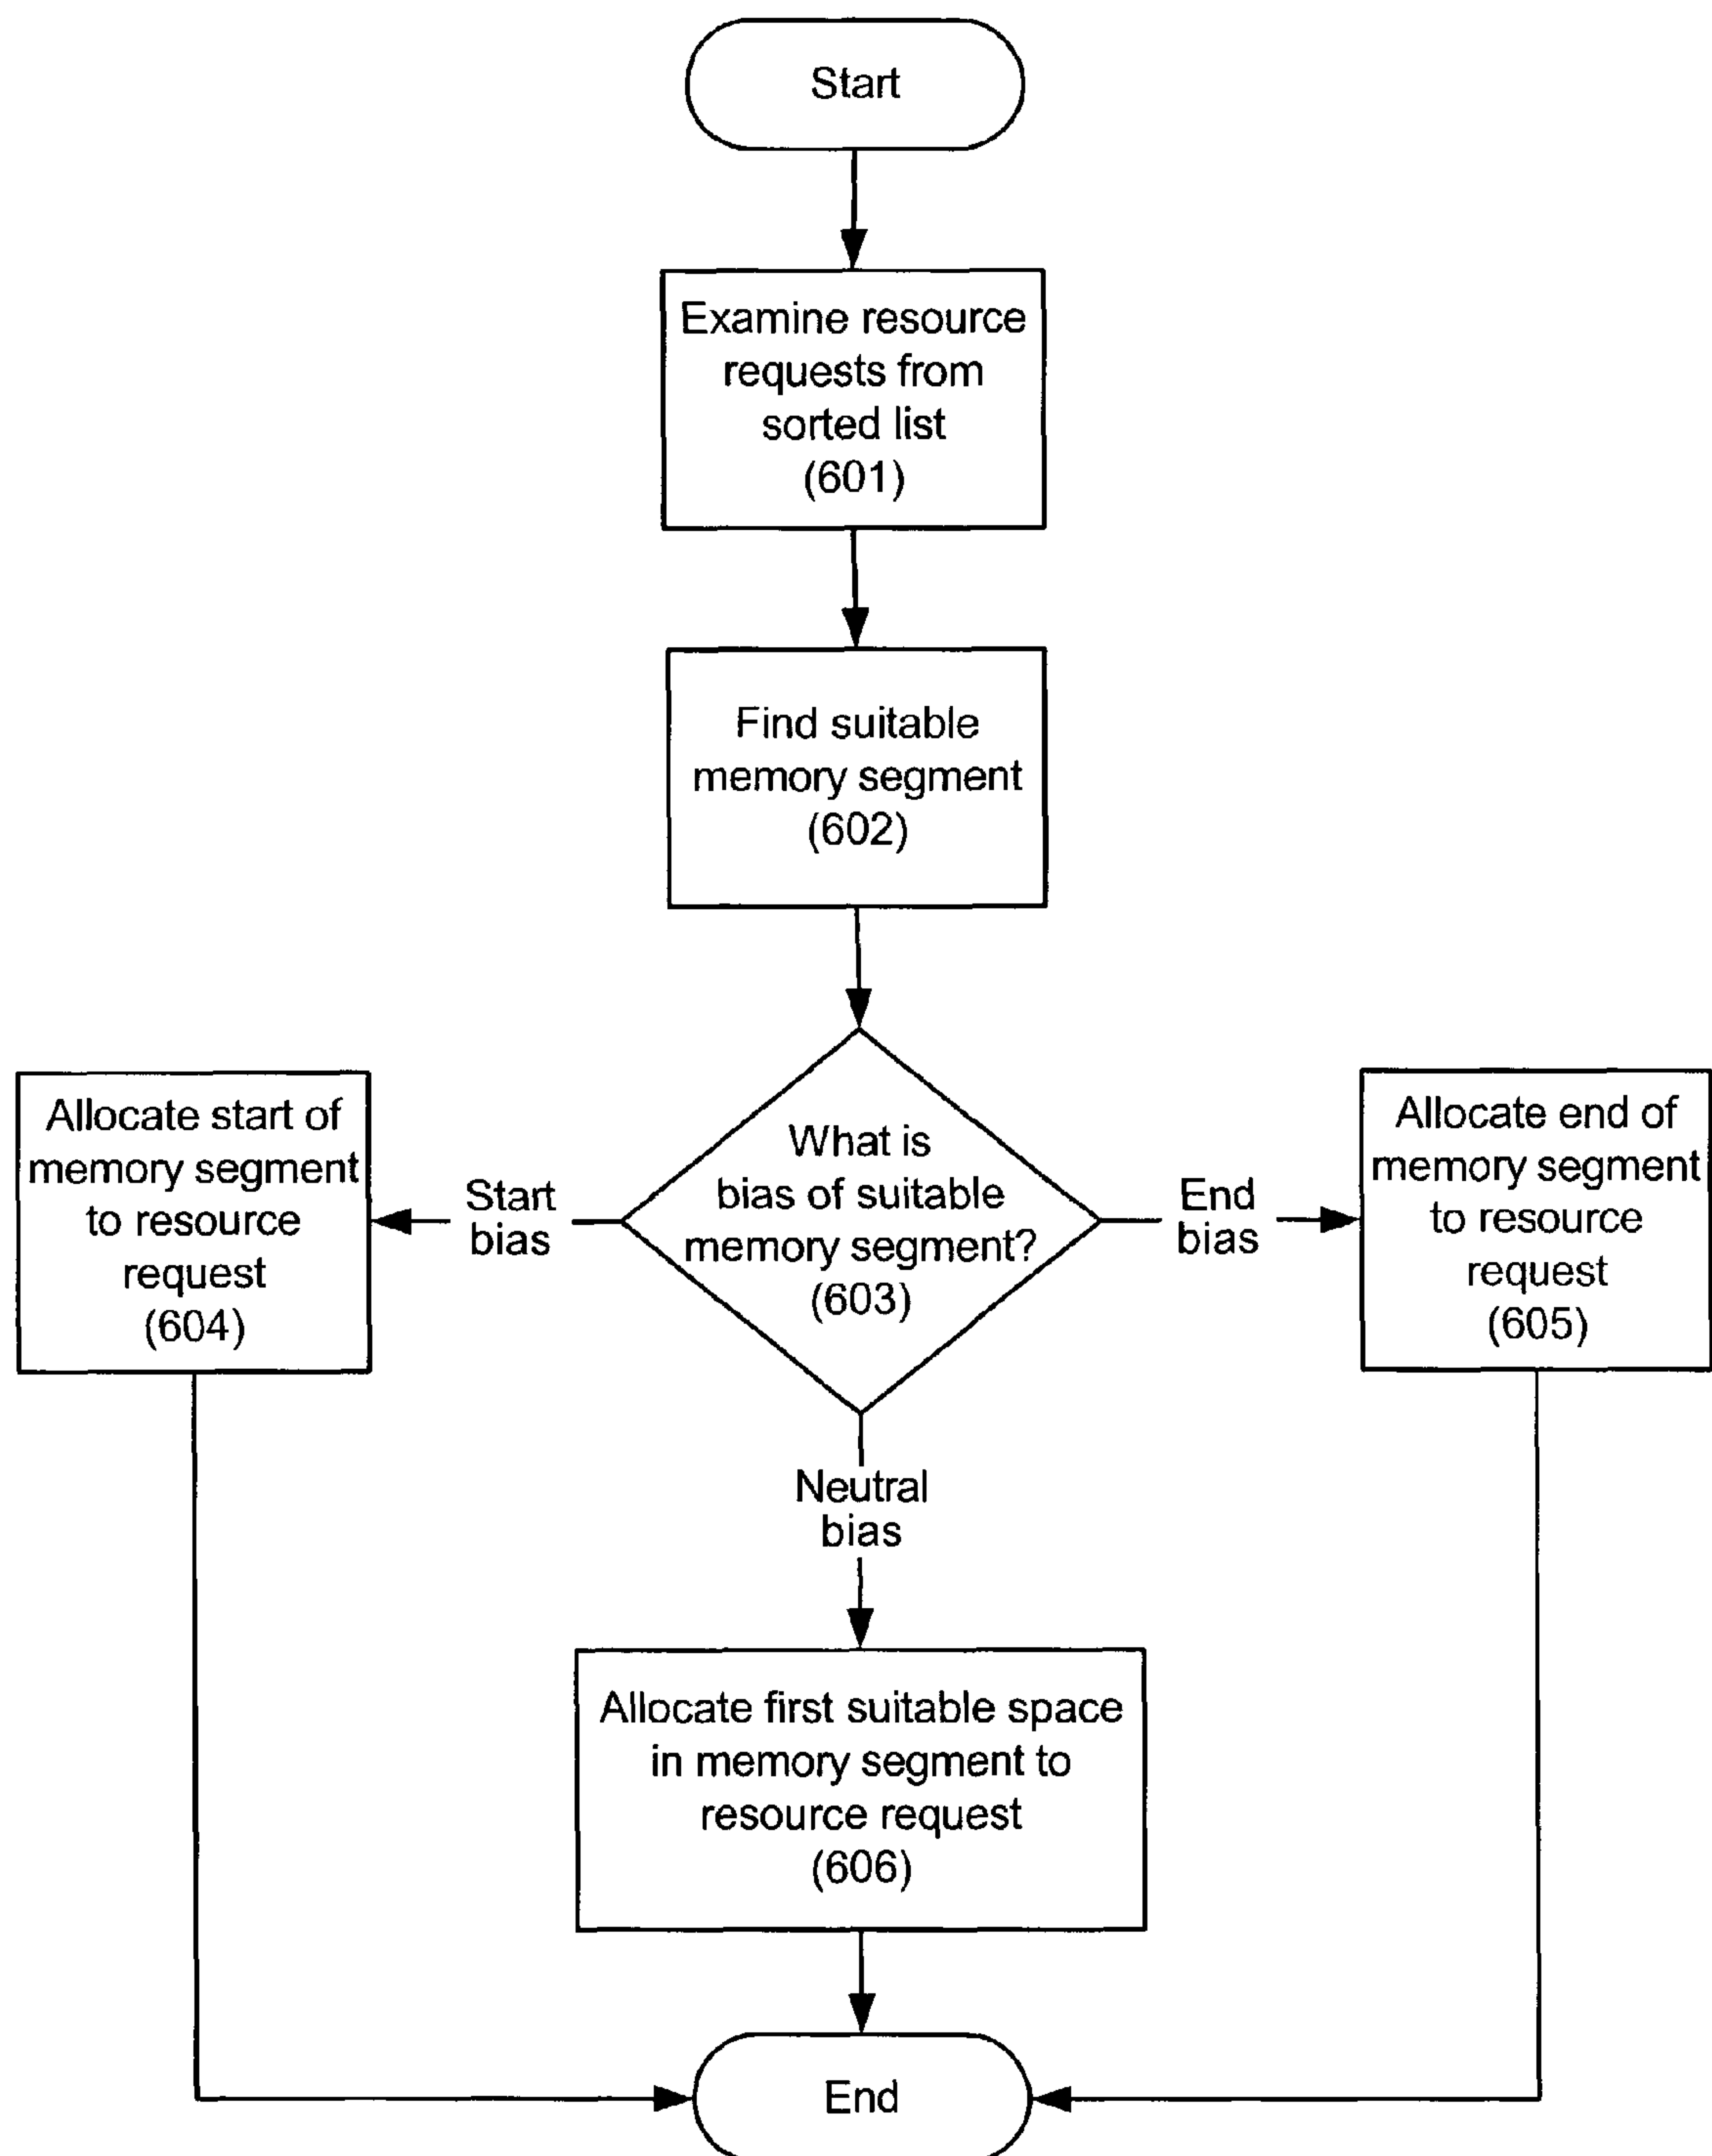 Start
Examine resource
requests from
sorted list
(601)
Find suitable
memory segment
(602)
What is
bias of suitable
memory segment?
(603)
Start
bias
Allocate start of
memory segment
to resource
request
(604)
End
bias
Allocate end of
memory segment
to resource
request
(605)
Neutral
bias
Allocate first suitable space
in memory segment to
resource request
(606)
End